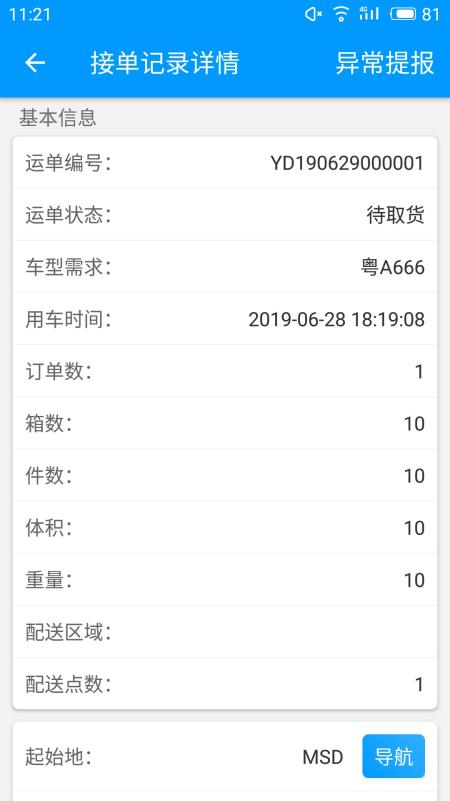 11:21 4G 81
接单记录详情 异常提报
基本信息
运单编号: YD190629000001
运单状态: 待取货
车型需求: 粤A666
用车时间: 2019-06-28 18:19:08
订单数: 1
箱数: 10
件数: 10
体积: 10
重量: 10
配送区域:
配送点数: 1
起始地: MSD 导航